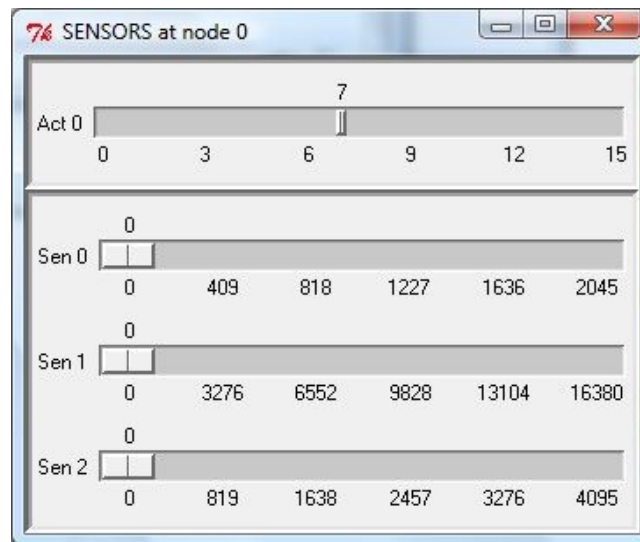 SENSORS at node 0
7
Act 0
0 3 6 9 12 15
0
Sen 0
0 409 818 1227 1636 2045
0
Sen 1
0 3276 6552 9828 13104 16380
0
Sen 2
0 819 1638 2457 3276 4095